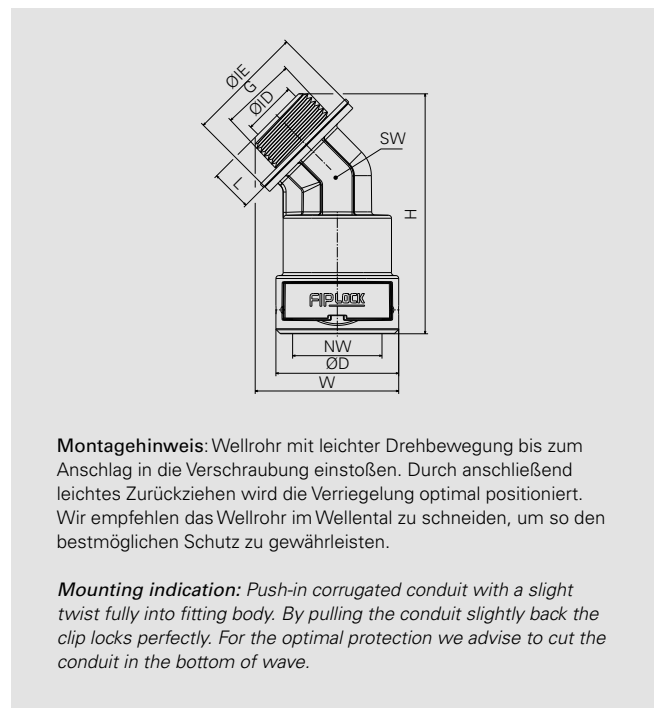 ØIE
G
ØID
L
SW
H
FIPLOCK
NW
ØD
W
Montagehinweis: Wellrohr mit leichter Drehbewegung bis zum
Anschlag in die Verschraubung einstoßen. Durch anschließend
leichtes Zurückziehen wird die Verriegelung optimal positioniert.
Wir empfehlen das Wellrohr im Wellental zu schneiden, um so den
bestmöglichen Schutz zu gewährleisten.
Mounting indication: Push-in corrugated conduit with a slight
twist fully into fitting body. By pulling the conduit slightly back the
clip locks perfectly. For the optimal protection we advise to cut the
conduit in the bottom of wave.